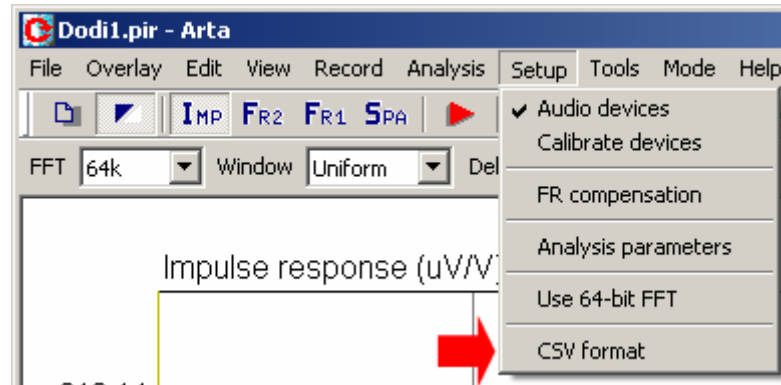 Dodi1.pir - Arta
File Overlay Edit View Record Analysis Setup Tools Mode Help
IMP FR2 FR1 SPA
FFT 64k Window Uniform Del
Audio devices
Calibrate devices
FR compensation
Analysis parameters
Use 64-bit FFT
CSV format
Impulse response (uV/V)